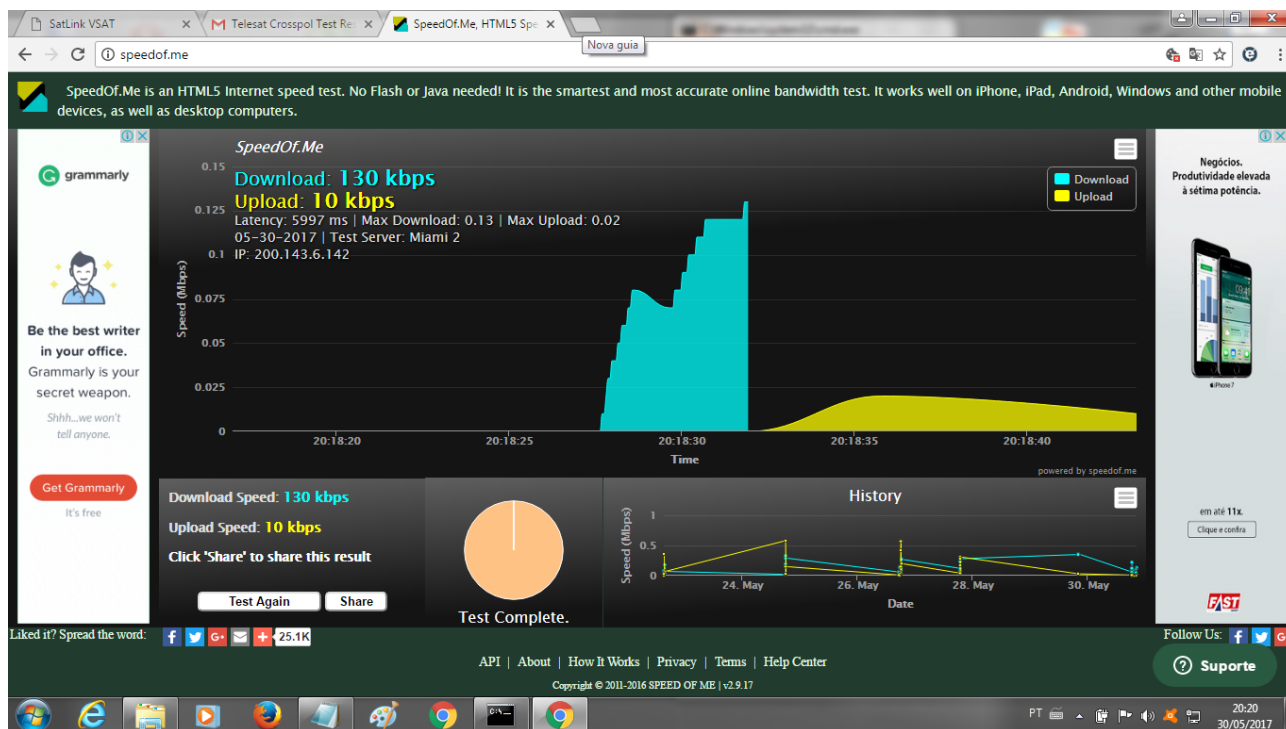 SatLink VSAT
Telesat Crosspol Test Re
SpeedOf.Me, HTML5 Spe
Nova guia
speedof.me
SpeedOf.Me is an HTML5 Internet speed test. No Flash or Java needed! It is the smartest and most accurate online bandwidth test. It works well on iPhone, iPad, Android, Windows and other mobile
devices, as well as desktop computers.
grammarly
Be the best writer
in your office.
Grammarly is your
secret weapon.
Shhh...we won't
tell anyone.
Get Grammarly
It's free
SpeedOf.Me
Download: 130 kbps
Upload: 10 kbps
Latency: 5997 ms | Max Download: 0.13 | Max Upload: 0.02
05-30-2017 | Test Server: Miami 2
IP: 200.143.6.142
Download
Upload
Speed (Mbps)
0.15
0.125
0.1
0.075
0.05
0.025
0
20:18:20
20:18:25
20:18:30
20:18:35
20:18:40
Time
powered by speedof.me
Negócios.
Produtividade elevada
à sétima potência.
09:41
iPhone 7
em até 11x.
Clique e confira
FAST
Download Speed: 130 kbps
Upload Speed: 10 kbps
Click 'Share' to share this result
Test Again
Share
Test Complete.
History
Speed (Mbps)
1
0.5
0
24. May
26. May
28. May
30. May
Date
Liked it? Spread the word:
25.1K
Follow Us:
API | About | How It Works | Privacy | Terms | Help Center
Copyright © 2011-2016 SPEED OF ME | v2.9.17
Suporte
PT
20:20
30/05/2017